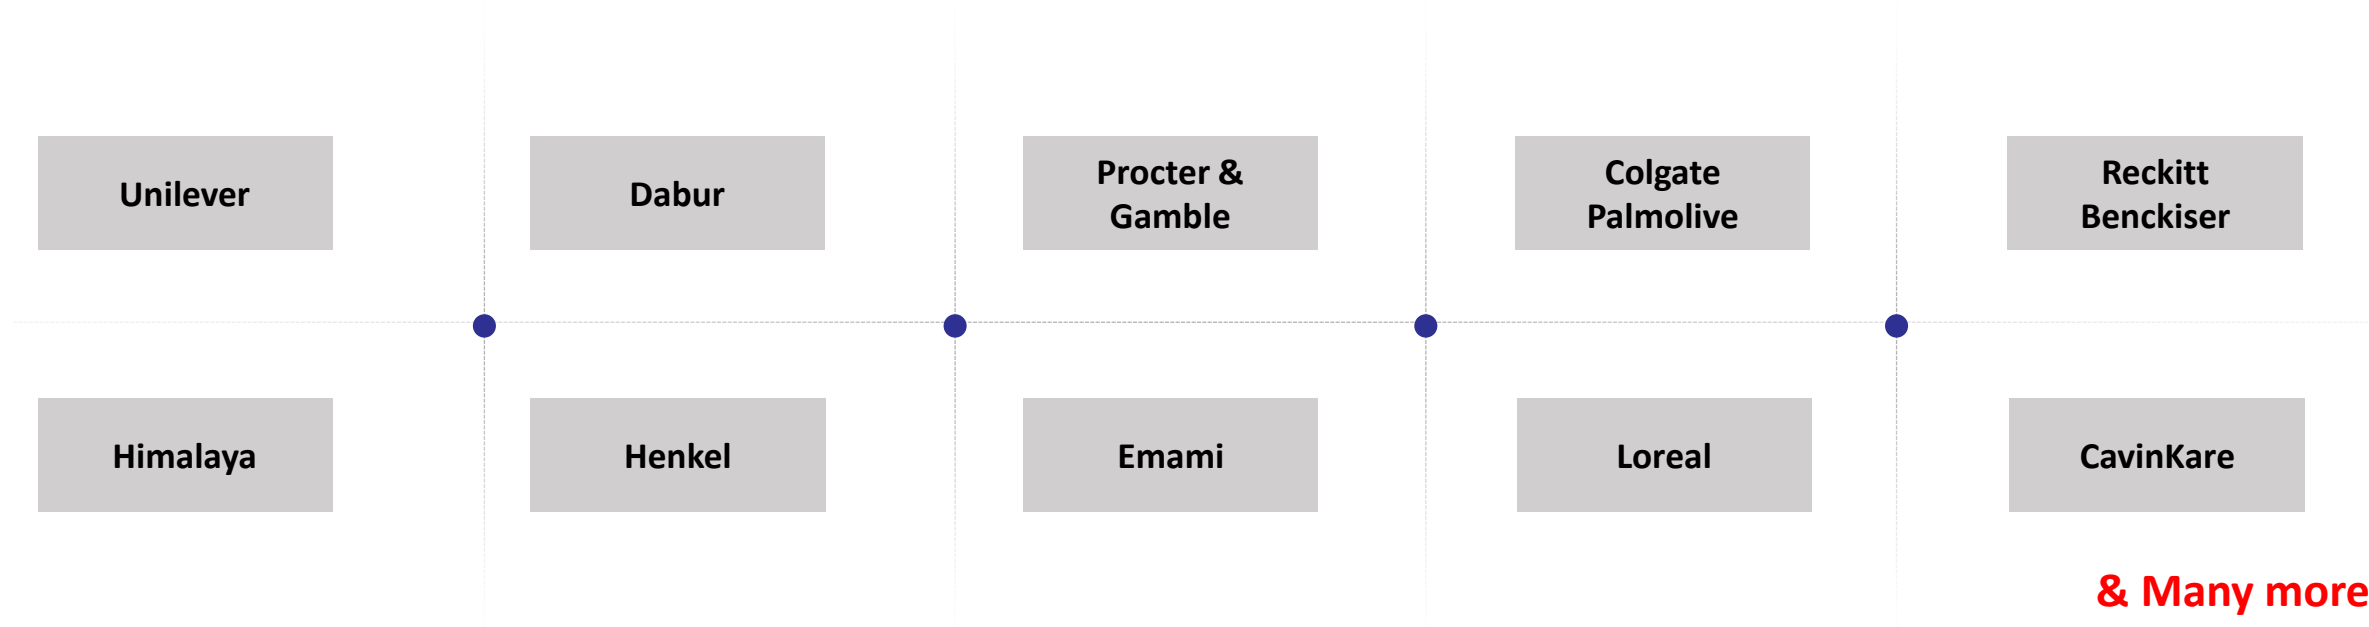 Unilever
Dabur
Procter &
Gamble
Colgate
Palmolive
Reckitt
Benckiser
Himalaya
Henkel
Emami
Loreal
CavinKare
& Many more